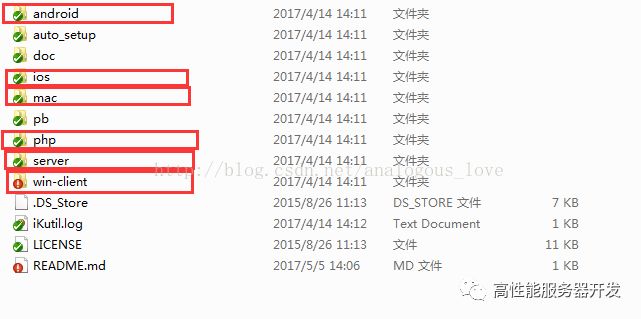 android 2017/4/14 14:11 文件夹
auto_setup 2017/4/14 14:11 文件夹
doc 2017/4/14 14:11 文件夹
ios 2017/4/14 14:11 文件夹
mac 2017/4/14 14:11 文件夹
pb 2017/4/14 14:11 文件夹
php 2017/4/14 14:11 文件夹
server 2017/4/14 14:11 文件夹
http://blog.csdn.net/analogous_love
win-client 2017/4/14 14:11 文件夹
.DS_Store 2015/8/26 11:13 DS_STORE 文件 7 KB
iKutil.log 2017/4/14 14:11 Text Document 1 KB
LICENSE 2015/8/26 11:13 文件 11 KB
README.md 2017/5/5 14:06 MD 文件 1 KB
高性能服务器开发